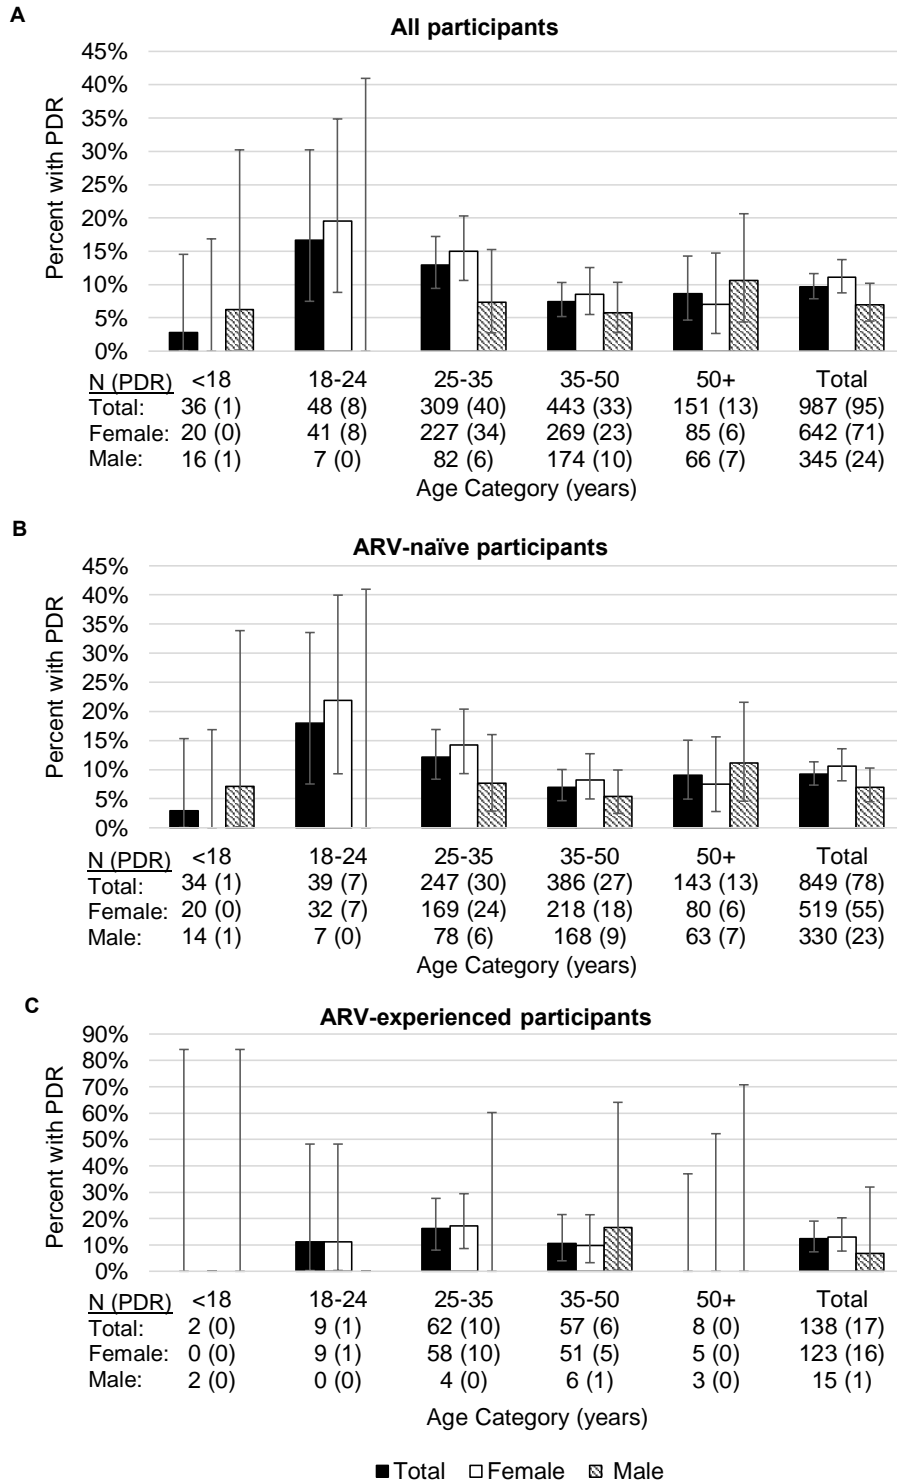 A
All participants
Percent with PDR
45%
40%
35%
30%
25%
20%
15%
10%
5%
0%
N (PDR) <18 18-24 25-35 35-50 50+ Total
Total: 36 (1) 48 (8) 309 (40) 443 (33) 151 (13) 987 (95)
Female: 20 (0) 41 (8) 227 (34) 269 (23) 85 (6) 642 (71)
Male: 16 (1) 7 (0) 82 (6) 174 (10) 66 (7) 345 (24)
Age Category (years)
B
ARV-naïve participants
Percent with PDR
45%
40%
35%
30%
25%
20%
15%
10%
5%
0%
N (PDR) <18 18-24 25-35 35-50 50+ Total
Total: 34 (1) 39 (7) 247 (30) 386 (27) 143 (13) 849 (78)
Female: 20 (0) 32 (7) 169 (24) 218 (18) 80 (6) 519 (55)
Male: 14 (1) 7 (0) 78 (6) 168 (9) 63 (7) 330 (23)
Age Category (years)
C
ARV-experienced participants
Percent with PDR
90%
80%
70%
60%
50%
40%
30%
20%
10%
0%
N (PDR) <18 18-24 25-35 35-50 50+ Total
Total: 2 (0) 9 (1) 62 (10) 57 (6) 8 (0) 138 (17)
Female: 0 (0) 9 (1) 58 (10) 51 (5) 5 (0) 123 (16)
Male: 2 (0) 0 (0) 4 (0) 6 (1) 3 (0) 15 (1)
Age Category (years)
Total Female Male